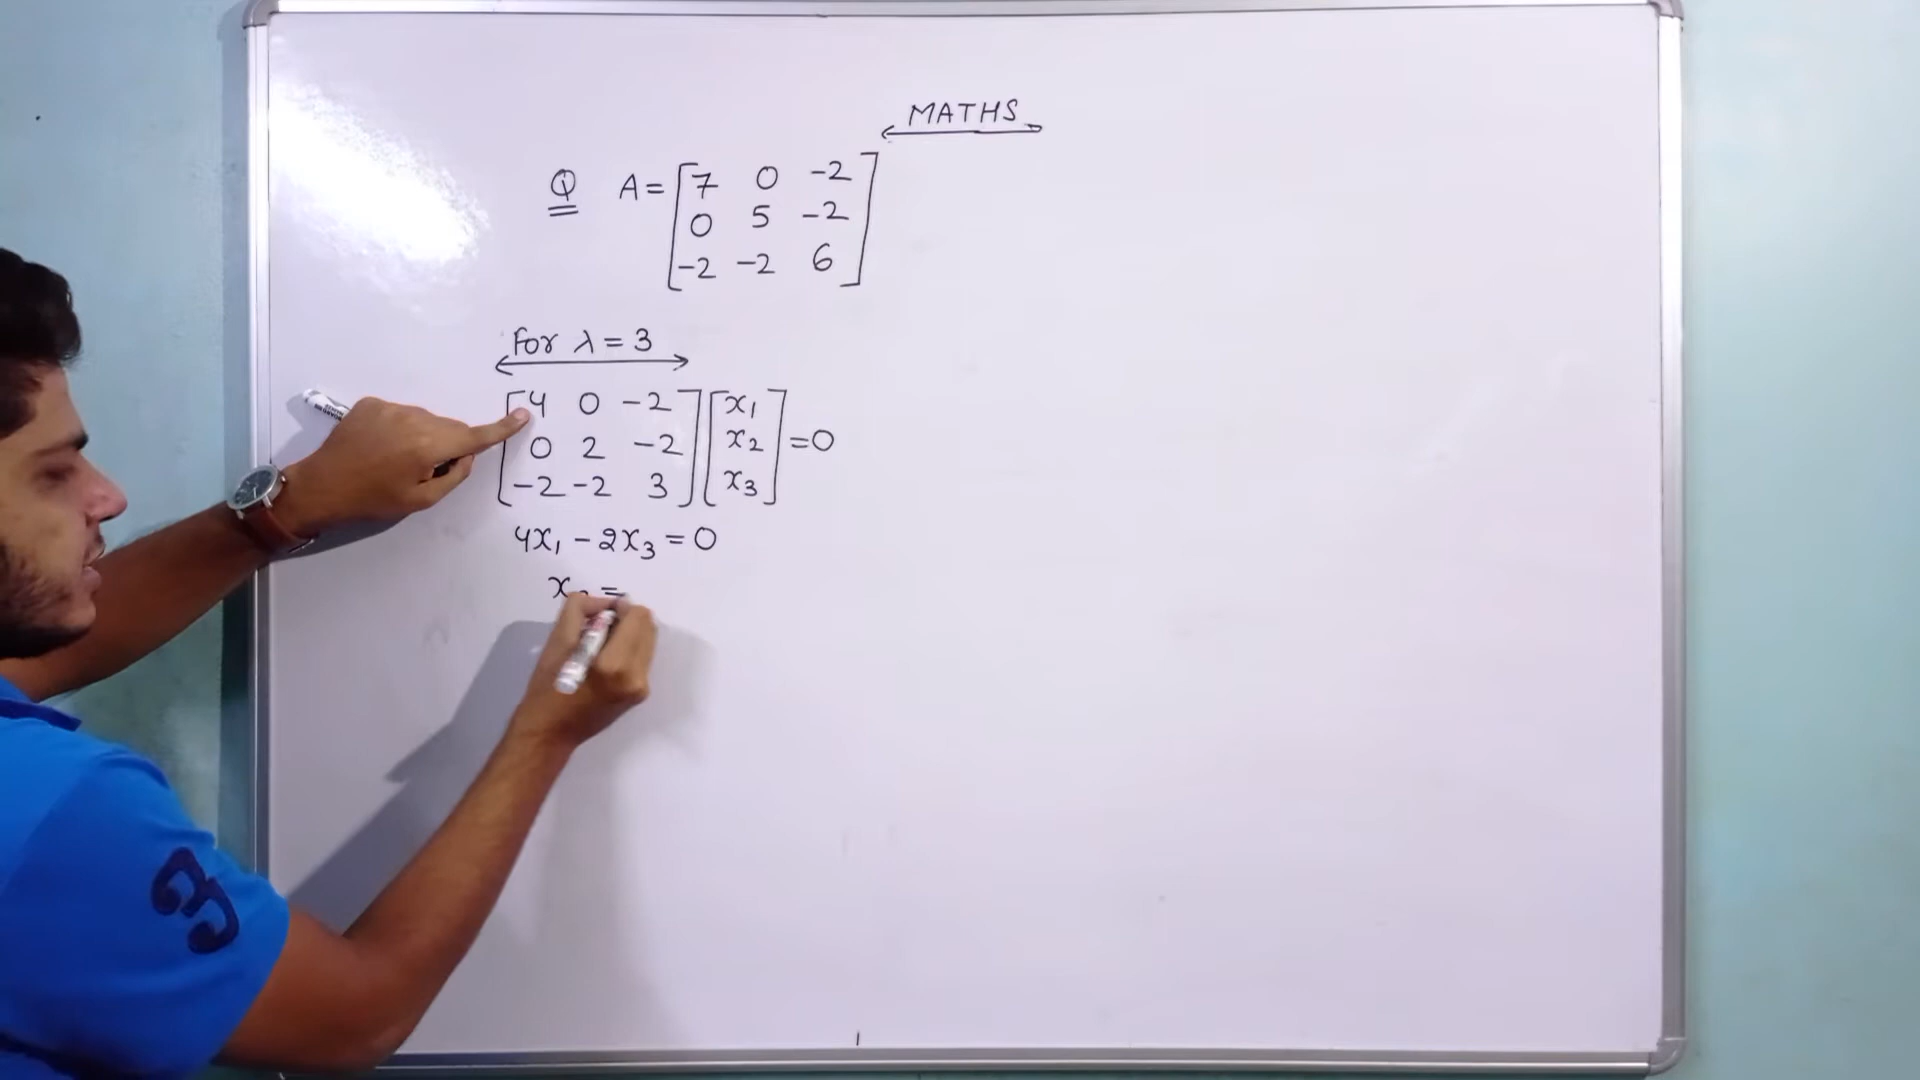 MATHS
Q A = [7 0 -2
0 5 -2
-2 -2 6]
For λ = 3
[4 0 -2] [x₁]
[0 2 -2] [x₂] = 0
[-2 -2 3] [x₃]
4x₁ - 2x₃ = 0
x =
3